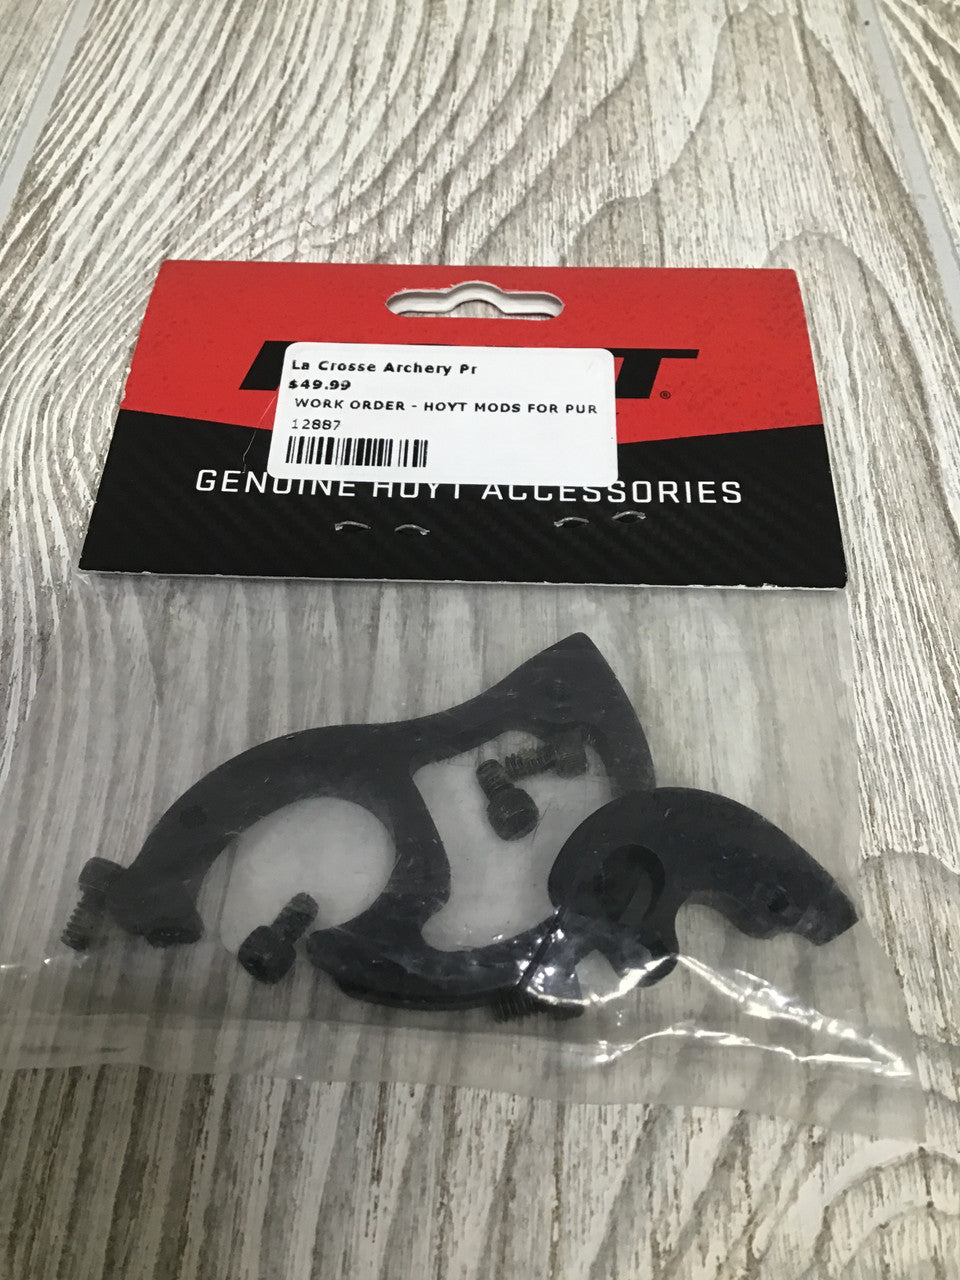 La Crosse Archery Pr
$49.99
WORK ORDER - HOYT MODS FOR PUR
12887
GENUINE HOYT ACCESSORIES